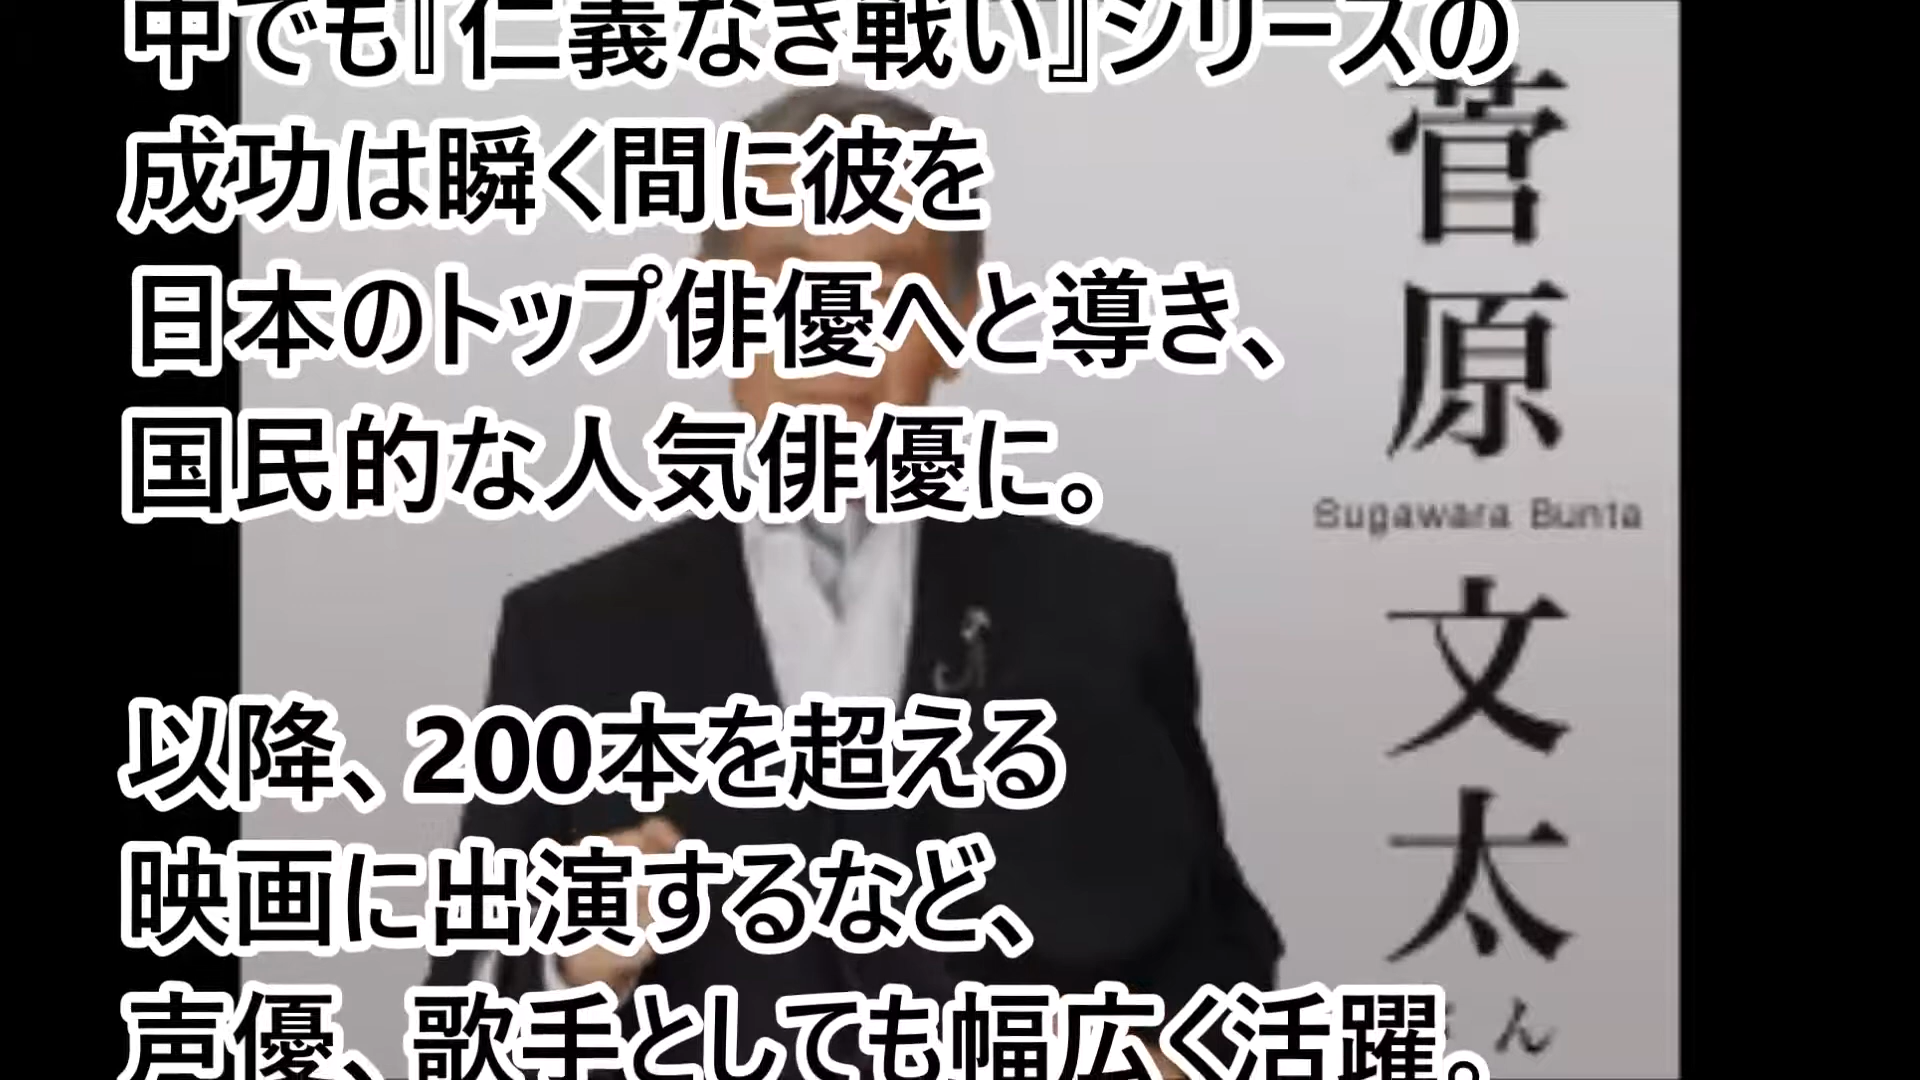 中でも『仁義なき戦い』シリーズの
成功は瞬く間に彼を
日本のトップ俳優へと導き、
国民的な人気俳優に。
以降、200本を超える
映画に出演するなど、
声優、歌手としても幅広く活躍。
菅原
Sugawara Bunta
文太
ん